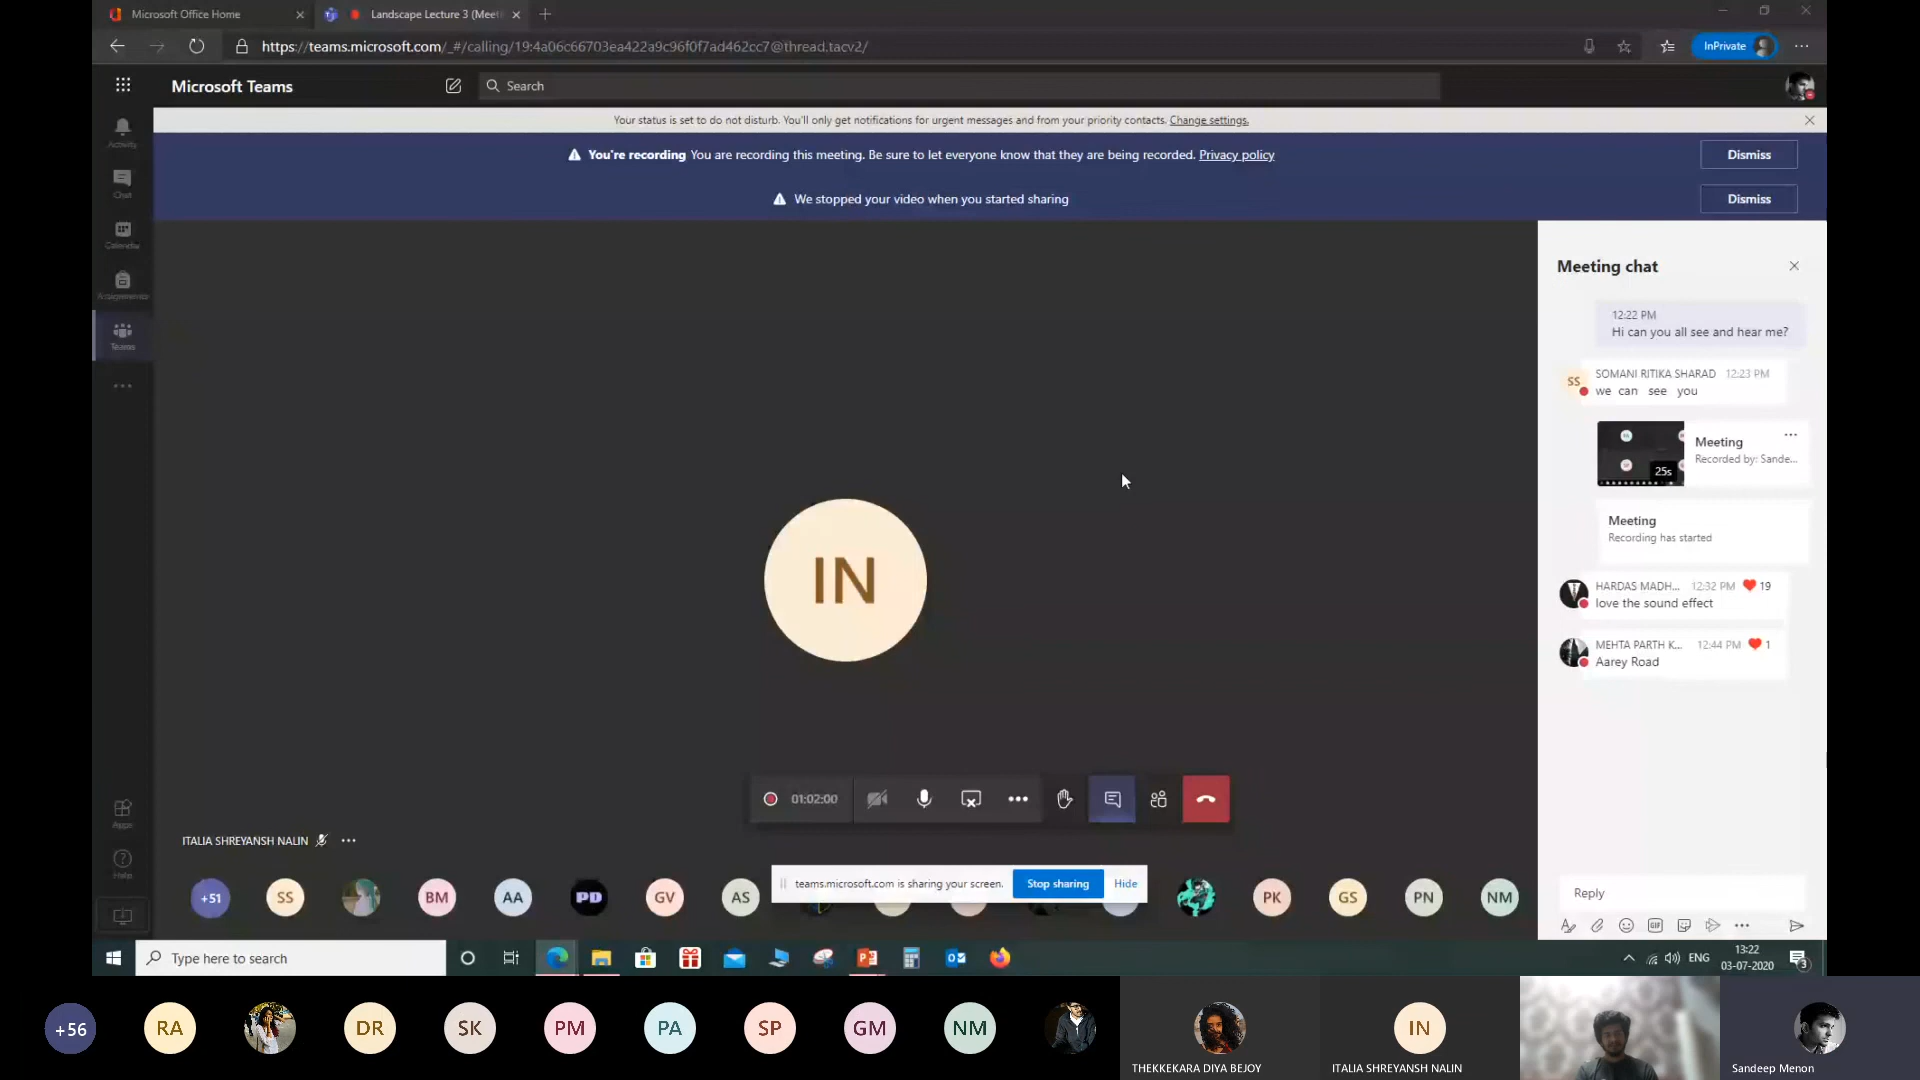 Microsoft Office Home
Landscape Lecture 3 (Meeti
https://teams.microsoft.com/_#/calling/19:4a06c66703ea422a9c96f0f7ad462cc7@thread.tacv2/
InPrivate
Microsoft Teams
Search
Your status is set to do not disturb. You'll only get notifications for urgent messages and from your priority contacts. Change settings.
You're recording You are recording this meeting. Be sure to let everyone know that they are being recorded. Privacy policy
Dismiss
We stopped your video when you started sharing
Dismiss
Activity
Chat
Calendar
Assignments
Teams
Apps
Help
IN
Meeting chat
12:22 PM
Hi can you all see and hear me?
SS
SOMANI RITIKA SHARAD 12:23 PM
we can see you
25s
Meeting
Recorded by: Sande...
Meeting
Recording has started
HARDAS MADH... 12:32 PM 19
love the sound effect
MEHTA PARTH K... 12:44 PM 1
Aarey Road
Reply
GIF
01:02:00
ITALIA SHREYANSH NALIN
+51
SS
BM
AA
PD
GV
AS
teams.microsoft.com is sharing your screen.
Stop sharing
Hide
PK
GS
PN
NM
Type here to search
ENG
13:22
03-07-2020
3
+56
RA
DR
SK
PM
PA
SP
GM
NM
THEKKEKARA DIYA BEJOY
IN
ITALIA SHREYANSH NALIN
Sandeep Menon